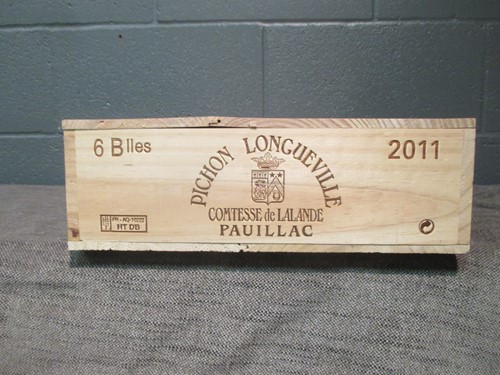 6 Blles
2011
PICHON LONGUEVILLE
COMTESSE de LALANDE
PAUILLAC
HT DB